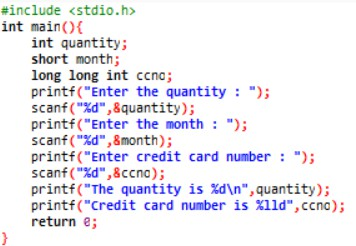 #include <stdio.h>
int main(){
int quantity;
short month;
long long int ccno;
printf("Enter the quantity : ");
scanf("%d",&quantity);
printf("Enter the month : ");
scanf("%d",&month);
printf("Enter credit card number : ");
scanf("%d",&ccno);
printf("The quantity is %d\n",quantity);
printf("Credit card number is %lld",ccno);
return 0;
}